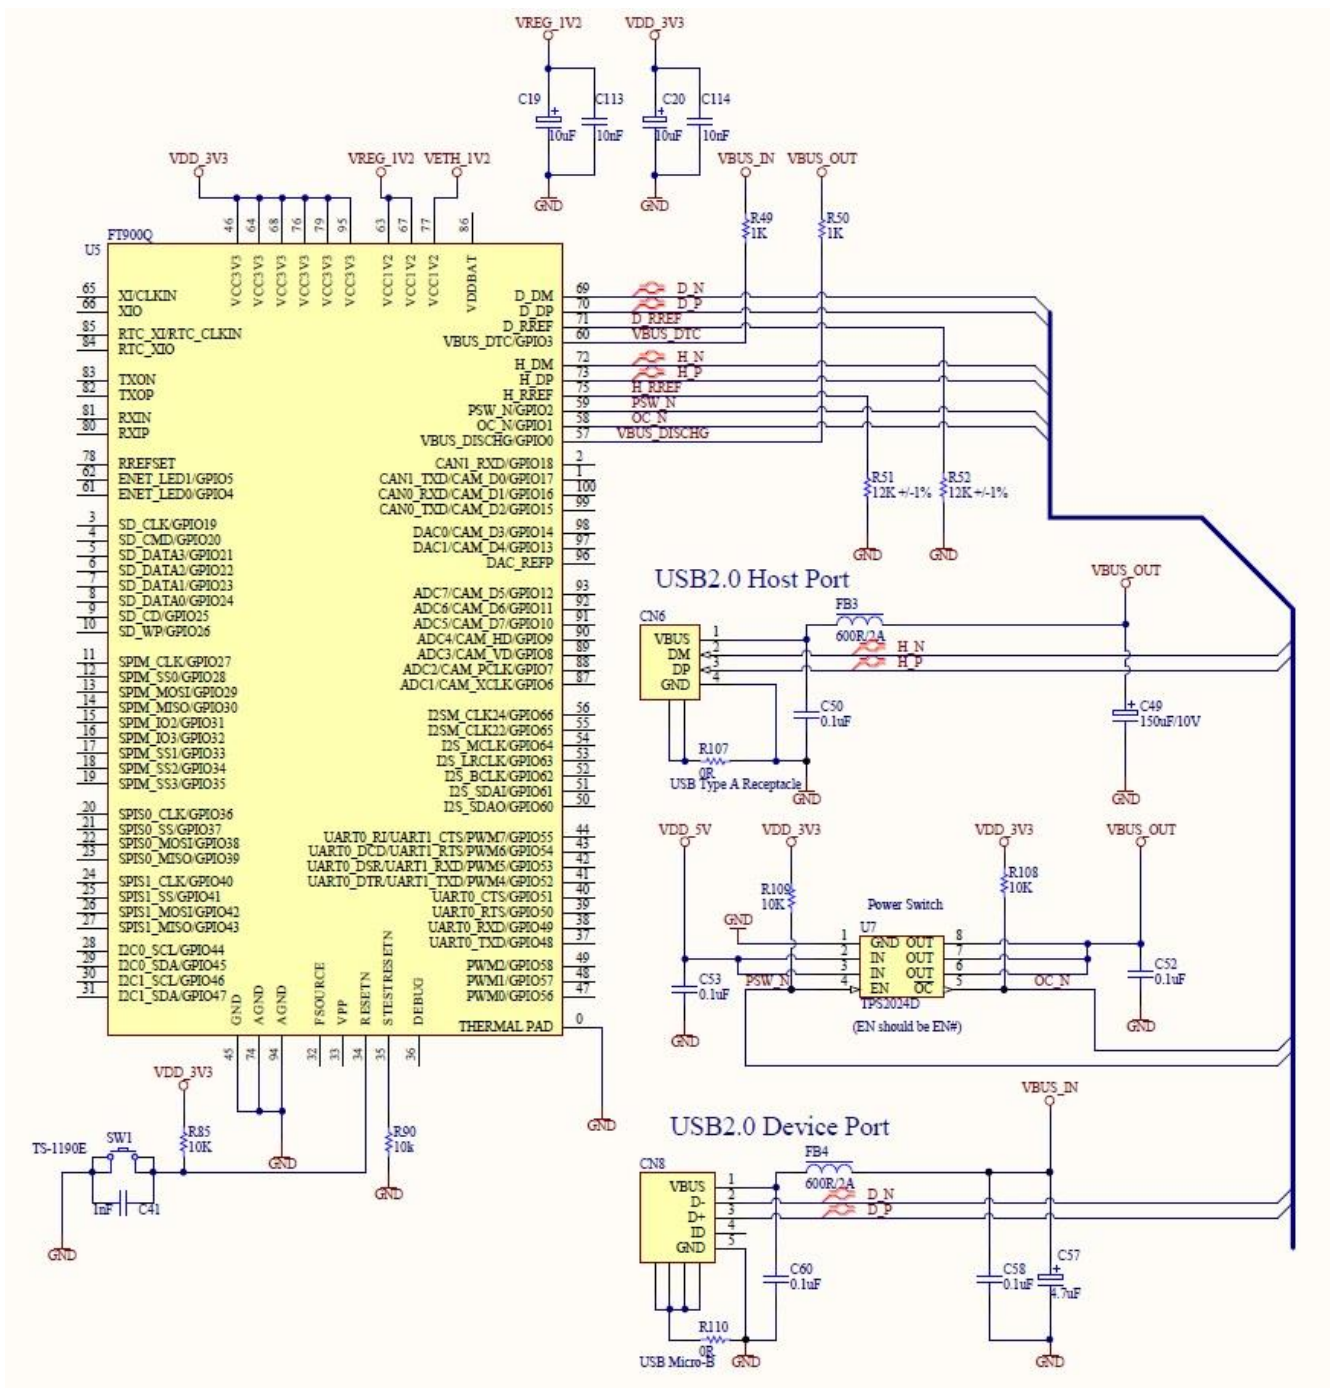 VREG_1V2
VDD_3V3
C19
10uF
C113
10nF
C20
10uF
C114
10nF
GND
GND
VDD_3V3
VREG_1V2
VETH_1V2
VBUS_IN
VBUS_OUT
R49
1K
R50
1K
FT900Q
U5
46
64
68
76
79
95
63
67
77
86
VCC3V3
VCC3V3
VCC3V3
VCC3V3
VCC3V3
VCC3V3
VCC1V2
VCC1V2
VCC1V2
VDDBAT
65 XI/CLKIN
66 XIO
85 RTC_XI/RTC_CLKIN
84 RTC_XIO
83 TXON
82 TXOP
81 RXIN
80 RXIP
78 RREFSET
62 ENET_LED1/GPIO5
61 ENET_LED0/GPIO4
3 SD_CLK/GPIO19
4 SD_CMD/GPIO20
5 SD_DATA3/GPIO21
6 SD_DATA2/GPIO22
7 SD_DATA1/GPIO23
8 SD_DATA0/GPIO24
9 SD_CD/GPIO25
10 SD_WP/GPIO26
11 SPIM_CLK/GPIO27
12 SPIM_SS0/GPIO28
13 SPIM_MOSI/GPIO29
14 SPIM_MISO/GPIO30
15 SPIM_IO2/GPIO31
16 SPIM_IO3/GPIO32
17 SPIM_SS1/GPIO33
18 SPIM_SS2/GPIO34
19 SPIM_SS3/GPIO35
20 SPIS0_CLK/GPIO36
21 SPIS0_SS/GPIO37
22 SPIS0_MOSI/GPIO38
23 SPIS0_MISO/GPIO39
24 SPIS1_CLK/GPIO40
25 SPIS1_SS/GPIO41
26 SPIS1_MOSI/GPIO42
27 SPIS1_MISO/GPIO43
28 I2C0_SCL/GPIO44
29 I2C0_SDA/GPIO45
30 I2C1_SCL/GPIO46
31 I2C1_SDA/GPIO47
D_DM 69 D_N
D_DP 70 D_P
D_RREF 71 D_RREF
VBUS_DTC/GPIO3 60 VBUS_DTC
H_DM 72 H_N
H_DP 73 H_P
H_RREF 75 H_RREF
PSW_N/GPIO2 59 PSW_N
OC_N/GPIO1 58 OC_N
VBUS_DISCHG/GPIO0 57 VBUS_DISCHG
CAN1_RXD/GPIO18 2
CAN1_TXD/CAM_D0/GPIO17 1
CAN0_RXD/CAM_D1/GPIO16 100
CAN0_TXD/CAM_D2/GPIO15 99
DAC0/CAM_D3/GPIO14 98
DAC1/CAM_D4/GPIO13 97
DAC_REFP 96
ADC7/CAM_D5/GPIO12 93
ADC6/CAM_D6/GPIO11 92
ADC5/CAM_D7/GPIO10 91
ADC4/CAM_HD/GPIO9 90
ADC3/CAM_VD/GPIO8 89
ADC2/CAM_PCLK/GPIO7 88
ADC1/CAM_XCLK/GPIO6 87
I2SM_CLK24/GPIO66 56
I2SM_CLK22/GPIO65 55
I2S_MCLK/GPIO64 54
I2S_LRCLK/GPIO63 53
I2S_BCLK/GPIO62 52
I2S_SDAI/GPIO61 51
I2S_SDAO/GPIO60 50
UART0_RI/UART1_CTS/PWM7/GPIO55 44
UART0_DCD/UART1_RTS/PWM6/GPIO54 43
UART0_DSR/UART1_RXD/PWM5/GPIO53 42
UART0_DTR/UART1_TXD/PWM4/GPIO52 41
UART0_CTS/GPIO51 40
UART0_RTS/GPIO50 39
UART0_RXD/GPIO49 38
UART0_TXD/GPIO48 37
PWM2/GPIO58 49
PWM1/GPIO57 48
PWM0/GPIO56 47
THERMAL PAD 0
GND
AGND
AGND
FSOURCE
VPP
RESETN
STESTRESETN
DEBUG
45
74
94
32
33
34
35
36
GND
GND
VDD_3V3
R85
10K
R90
10k
GND
SW1
TS-1190E
1nF
C41
GND
R51
12K +/-1%
R52
12K +/-1%
GND
GND
USB2.0 Host Port
VBUS_OUT
CN6
FB3
600R/2A
VBUS 1
DM 2 H_N
DP 3 H_P
GND 4
C50
0.1uF
C49
150uF/10V
R107
0R
USB Type A Receptacle
GND
GND
VDD_5V
VDD_3V3
VDD_3V3
VBUS_OUT
R109
10K
R108
10K
Power Switch
GND
U7
1 GND OUT 8
2 IN OUT 7
3 IN OUT 6
PSW_N 4 EN OC 5 OC_N
TPS2024D
(EN should be EN#)
C53
0.1uF
C52
0.1uF
GND
GND
VBUS_IN
USB2.0 Device Port
CN8
FB4
600R/2A
VBUS 1
D- 2 D_N
D+ 3 D_P
ID 4
GND 5
C60
0.1uF
C58
0.1uF
C57
4.7uF
R110
0R
USB Micro-B
GND
GND